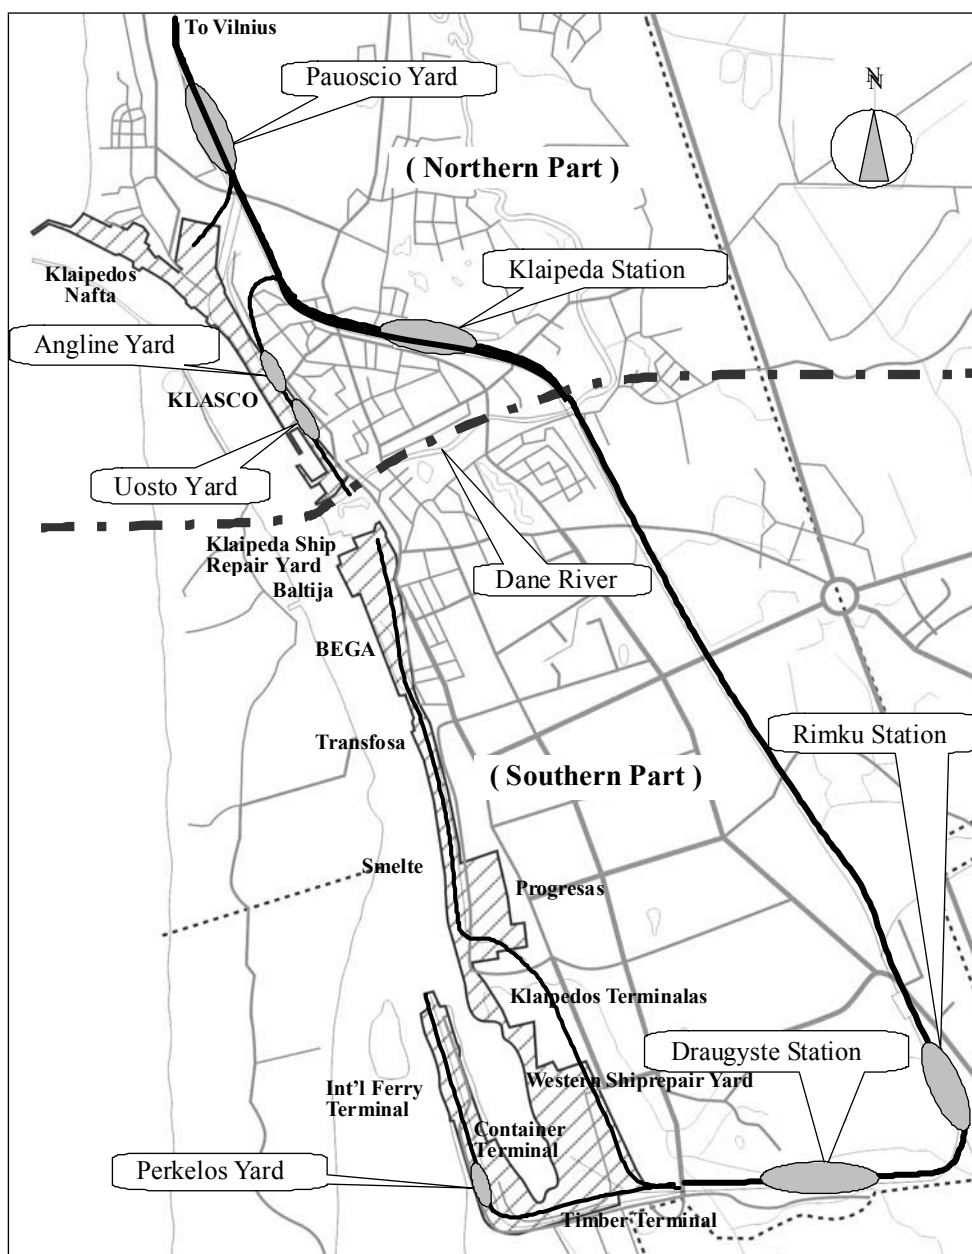 To Vilnius
Pauoscio Yard
N
N
( Northern Part )
Klaipeda Station
Klaipedos
Nafta
Angline Yard
KLASCO
Uosto Yard
Klaipeda Ship
Repair Yard
Baltija
Dane River
BEGA
Rimku Station
Transfosa
( Southern Part )
Smelte
Progresas
Klaipedos Terminalas
Draugyste Station
Western Shiprepair Yard
Int'l Ferry
Terminal
Container
Terminal
Perkelos Yard
Timber Terminal